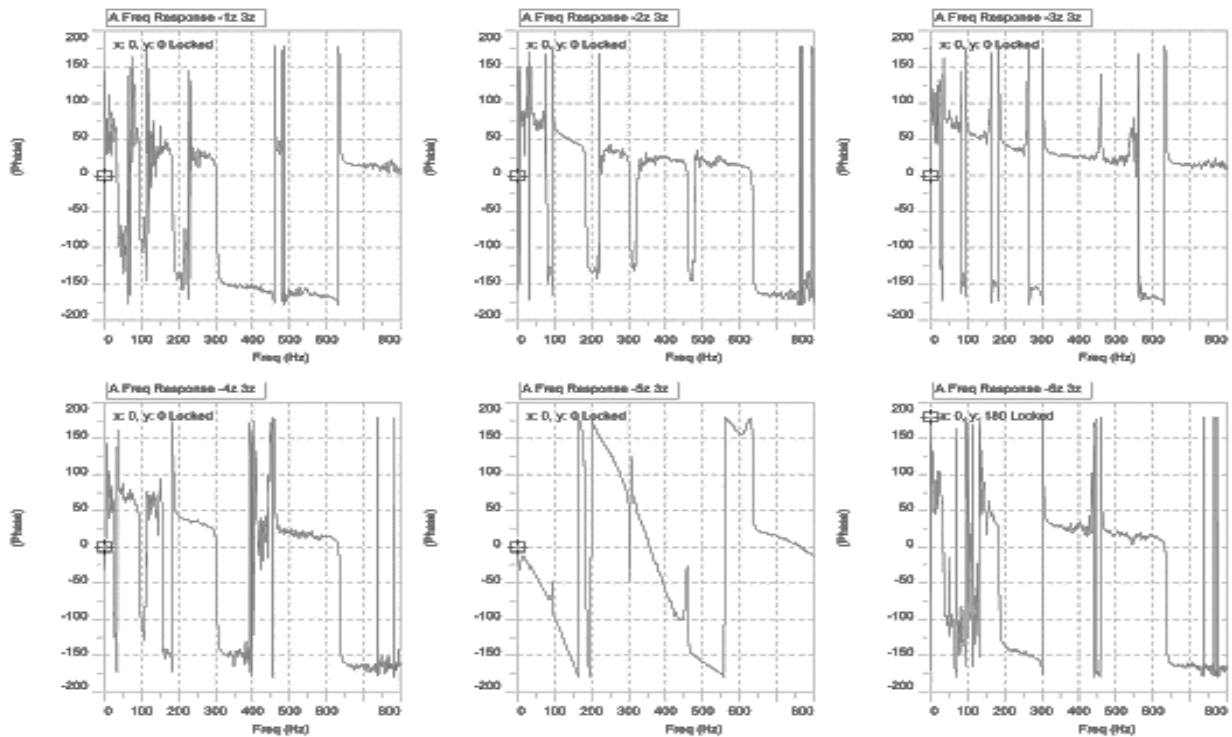 A Freq Response -1z 3z
x: 0, y: 0 Locked
200
150
100
50
0
-50
-100
-150
-200
(Phase)
0 100 200 300 400 500 600 800
Freq (Hz)
A Freq Response -2z 3z
x: 0, y: 0 Locked
200
150
100
50
0
-50
-100
-150
-200
(Phase)
0 100 200 300 400 500 600 800
Freq (Hz)
A Freq Response -3z 3z
x: 0, y: 0 Locked
200
150
100
50
0
-50
-100
-150
-200
(Phase)
0 100 200 300 400 500 600 800
Freq (Hz)
A Freq Response -4z 3z
x: 0, y: 0 Locked
200
150
100
50
0
-50
-100
-150
-200
(Phase)
0 100 200 300 400 500 600 800
Freq (Hz)
A Freq Response -5z 3z
x: 0, y: 0 Locked
200
150
100
50
0
-50
-100
-150
-200
(Phase)
0 100 200 300 400 500 600 800
Freq (Hz)
A Freq Response -6z 3z
x: 0, y: 180 Locked
200
150
100
50
0
-50
-100
-150
-200
(Phase)
0 100 200 300 400 500 600 800
Freq (Hz)